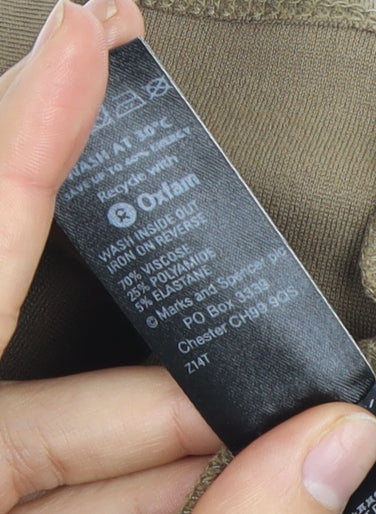 WASH AT 30°C
SAVE UP TO 40% ENERGY
Recycle with
Oxfam
WASH INSIDE OUT
IRON ON REVERSE
70% VISCOSE
25% POLYAMIDE
5% ELASTANE
© Marks and Spencer plc
PO Box 3339
Chester CH99 9QS
Z14T